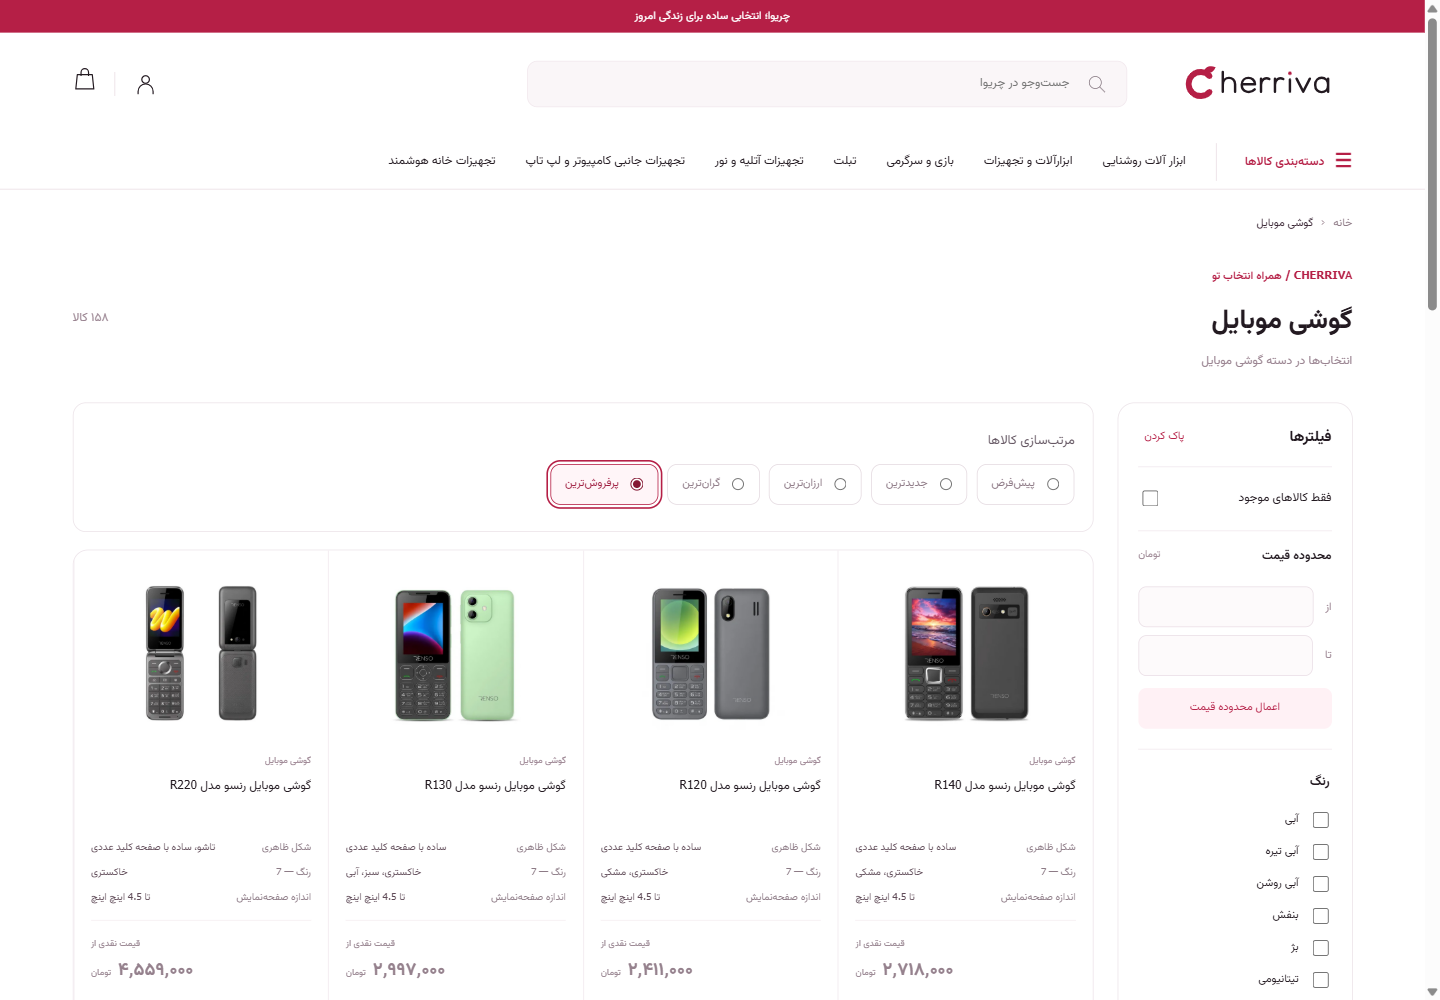 چریوا؛ انتخابی ساده برای زندگی امروز
Cherriva
جست‌وجو در چریوا
دسته‌بندی کالاها
ابزار آلات روشنایی
ابزارآلات و تجهیزات
بازی و سرگرمی
تبلت
تجهیزات آتلیه و نور
تجهیزات جانبی کامپیوتر و لپ تاپ
تجهیزات خانه هوشمند
خانه › گوشی موبایل
CHERRIVA / همراه انتخاب تو
گوشی موبایل
۱۵۸ کالا
انتخاب‌ها در دسته گوشی موبایل
فیلترها
پاک کردن
فقط کالاهای موجود
محدوده قیمت
تومان
از
تا
اعمال محدوده قیمت
رنگ
آبی
آبی تیره
آبی روشن
بنفش
بژ
تیتانیومی
مرتب‌سازی کالاها
پیش‌فرض
جدیدترین
ارزان‌ترین
گران‌ترین
پرفروش‌ترین
گوشی موبایل
گوشی موبایل رنسو مدل R140
شکل ظاهری ساده با صفحه کلید عددی
رنگ — 7 خاکستری، مشکی
اندازه صفحه‌نمایش تا 4.5 اینچ اینچ
قیمت نقدی از
۲,۷۱۸,۰۰۰ تومان
گوشی موبایل
گوشی موبایل رنسو مدل R120
شکل ظاهری ساده با صفحه کلید عددی
رنگ — 7 خاکستری، مشکی
اندازه صفحه‌نمایش تا 4.5 اینچ اینچ
قیمت نقدی از
۲,۴۱۱,۰۰۰ تومان
گوشی موبایل
گوشی موبایل رنسو مدل R130
شکل ظاهری ساده با صفحه کلید عددی
رنگ — 7 خاکستری، سبز، آبی
اندازه صفحه‌نمایش تا 4.5 اینچ اینچ
قیمت نقدی از
۲,۹۹۷,۰۰۰ تومان
گوشی موبایل
گوشی موبایل رنسو مدل R220
شکل ظاهری تاشو، ساده با صفحه کلید عددی
رنگ — 7 خاکستری
اندازه صفحه‌نمایش تا 4.5 اینچ اینچ
قیمت نقدی از
۴,۵۵۹,۰۰۰ تومان